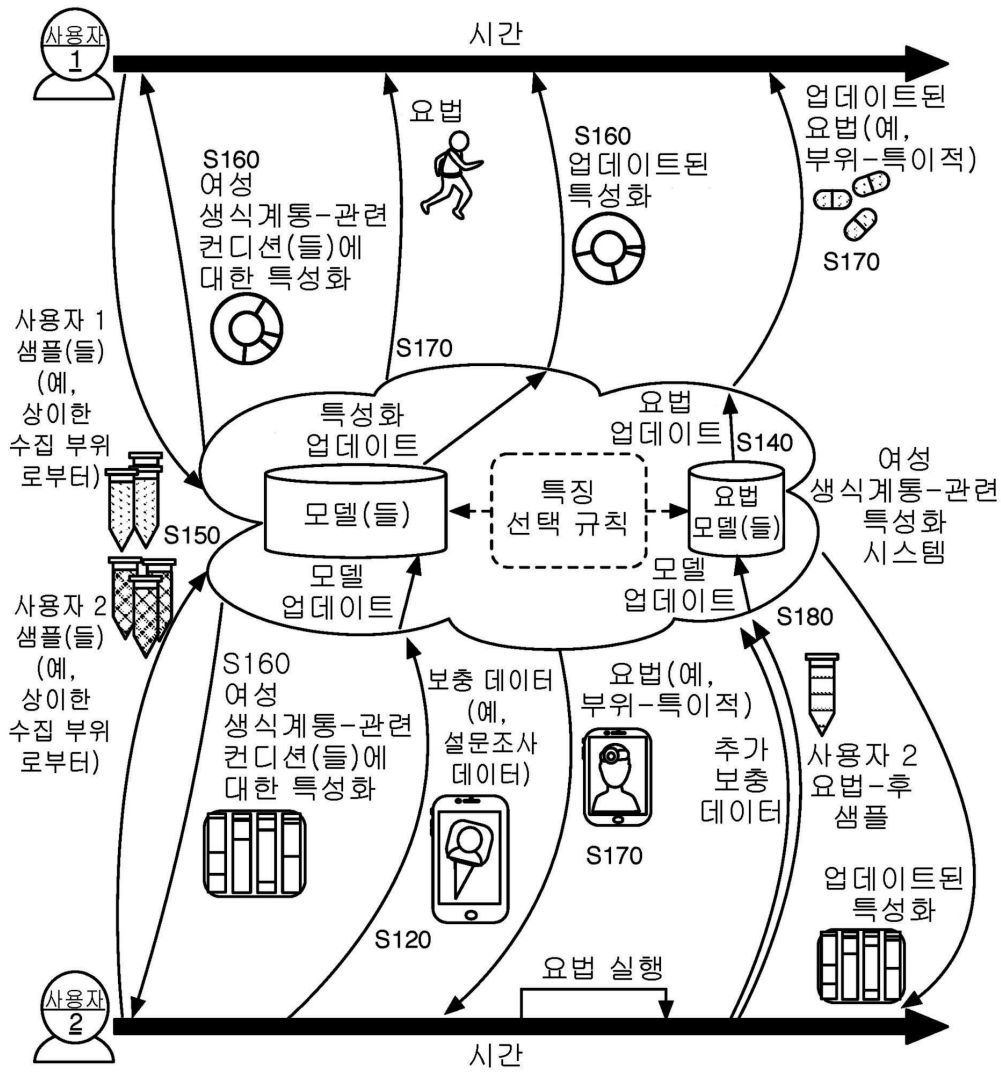 사용자
1
시간
요법
S160
여성
생식계통-관련
컨디션(들)에
대한 특성화
S160
업데이트된
특성화
업데이트된
요법(예,
부위-특이적)
S170
사용자 1
샘플(들)
(예,
상이한
수집 부위
로부터)
S170
특성화
업데이트
요법
업데이트
S140
모델(들)
특징
선택 규칙
요법
모델(들)
여성
생식계통-관련
특성화
시스템
S150
모델
업데이트
모델
업데이트
S180
사용자 2
샘플(들)
(예,
상이한
수집 부위
로부터)
S160
여성
생식계통-관련
컨디션(들)에
대한 특성화
보충 데이터
(예,
설문조사
데이터)
S120
요법(예,
부위-특이적)
S170
추가
보충
데이터
사용자 2
요법-후
샘플
업데이트된
특성화
요법 실행
사용자
2
시간